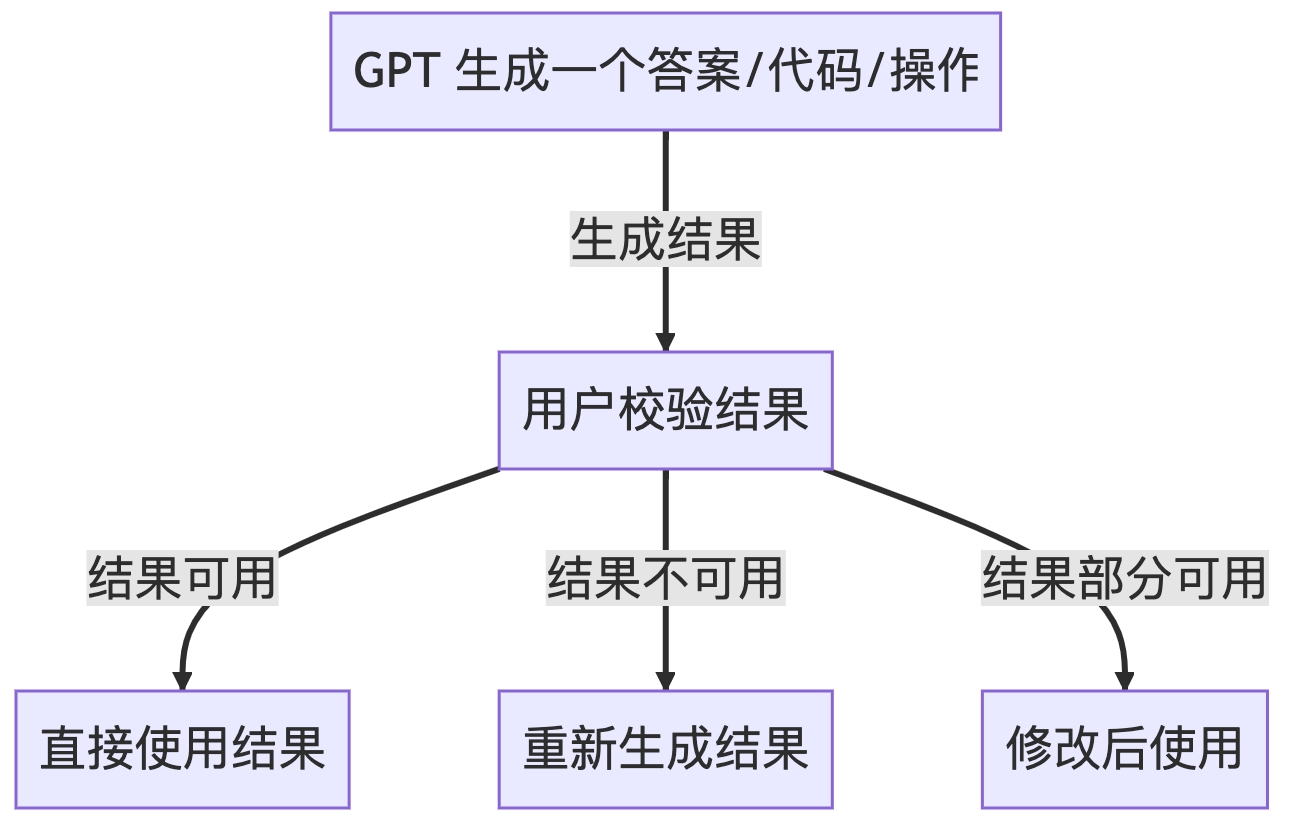 GPT 生成一个答案/代码/操作
生成结果
用户校验结果
结果可用
结果不可用
结果部分可用
直接使用结果
重新生成结果
修改后使用